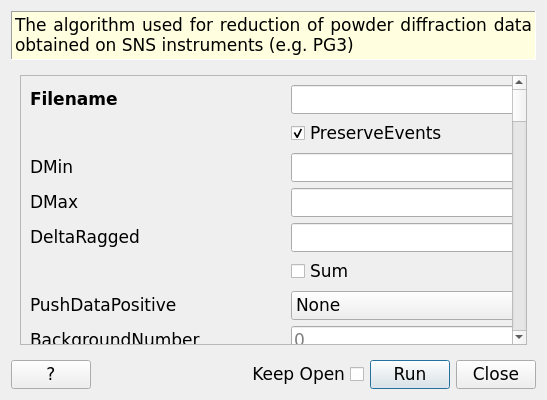 The algorithm used for reduction of powder diffraction data
obtained on SNS instruments (e.g. PG3)
Filename
PreserveEvents
DMin
DMax
DeltaRagged
Sum
PushDataPositive None
BackgroundNumber 0
? Keep Open Run Close